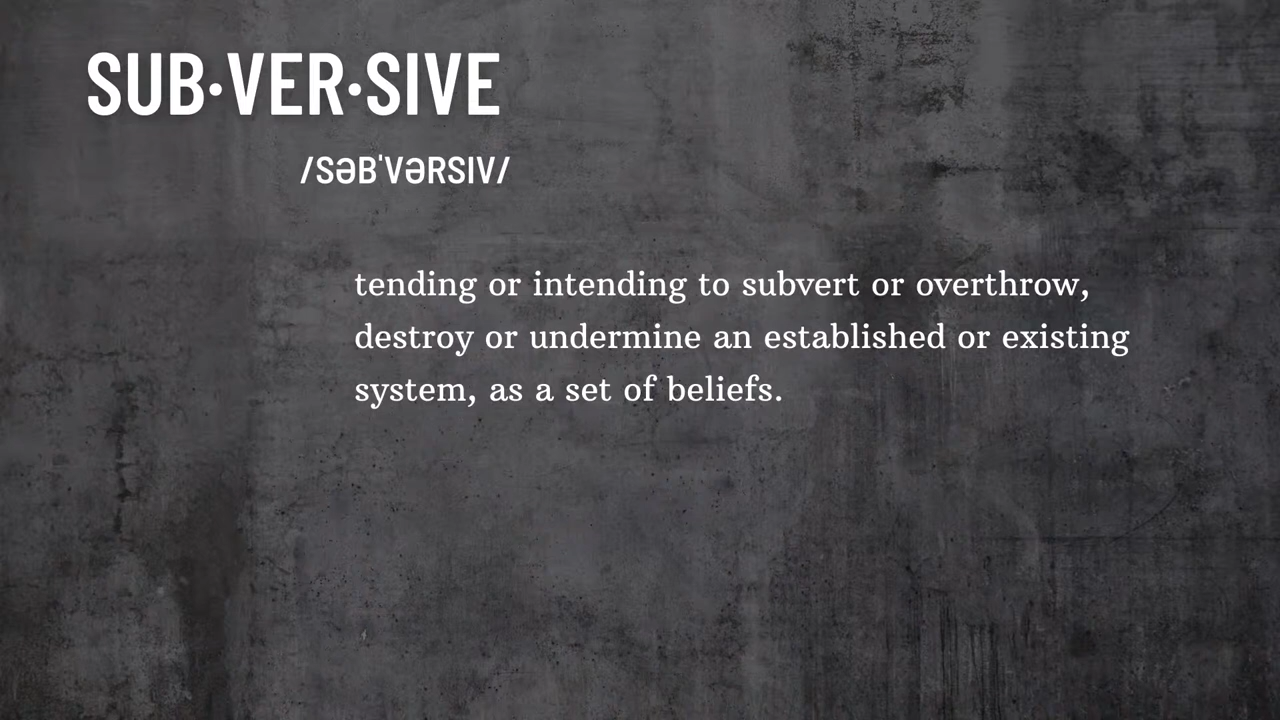 SUB·VER·SIVE
/SƏBˈVƏRSIV/
tending or intending to subvert or overthrow,
destroy or undermine an established or existing
system, as a set of beliefs.